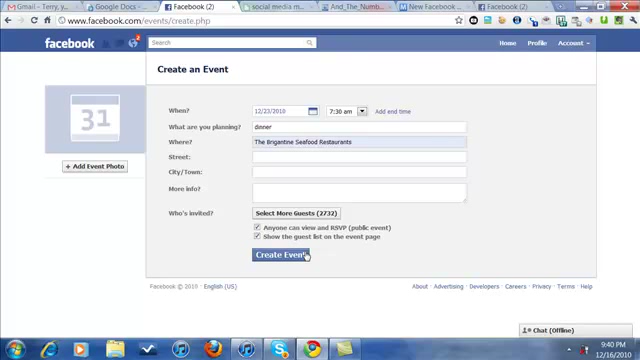 Gmail - Terry, y
Google Docs -
Facebook (2)
social media m
And_The_Numb
New Facebook
Facebook (2)
www.facebook.com/events/create.php
facebook
2
Search
Home Profile Account
Create an Event
31
+ Add Event Photo
When? 12/23/2010 7:30 am Add end time
What are you planning? dinner
Where? The Brigantine Seafood Restaurants
Street:
City/Town:
More info?
Who's invited? Select More Guests (2732)
Anyone can view and RSVP (public event)
Show the guest list on the event page
Create Event
Facebook © 2010 · English (US)
About · Advertising · Developers · Careers · Privacy · Terms · Help
Chat (Offline)
9:40 PM
12/16/2010